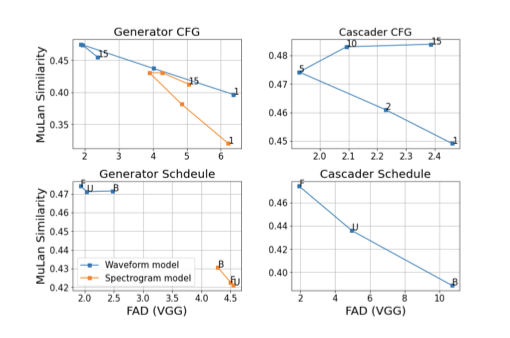 Generator CFG
MuLan Similarity
0.45
0.40
0.35
15
1
15
1
2
3
4
5
6
Cascader CFG
0.48
0.47
0.46
0.45
10
15
5
2
1
2.0
2.1
2.2
2.3
2.4
Generator Schdeule
MuLan Similarity
0.47
0.46
0.45
0.44
0.43
0.42
F
U
B
B
F
U
Waveform model
Spectrogram model
2.0
2.5
3.0
3.5
4.0
4.5
FAD (VGG)
Cascader Schedule
0.46
0.44
0.42
0.40
F
U
B
2
4
6
8
10
FAD (VGG)